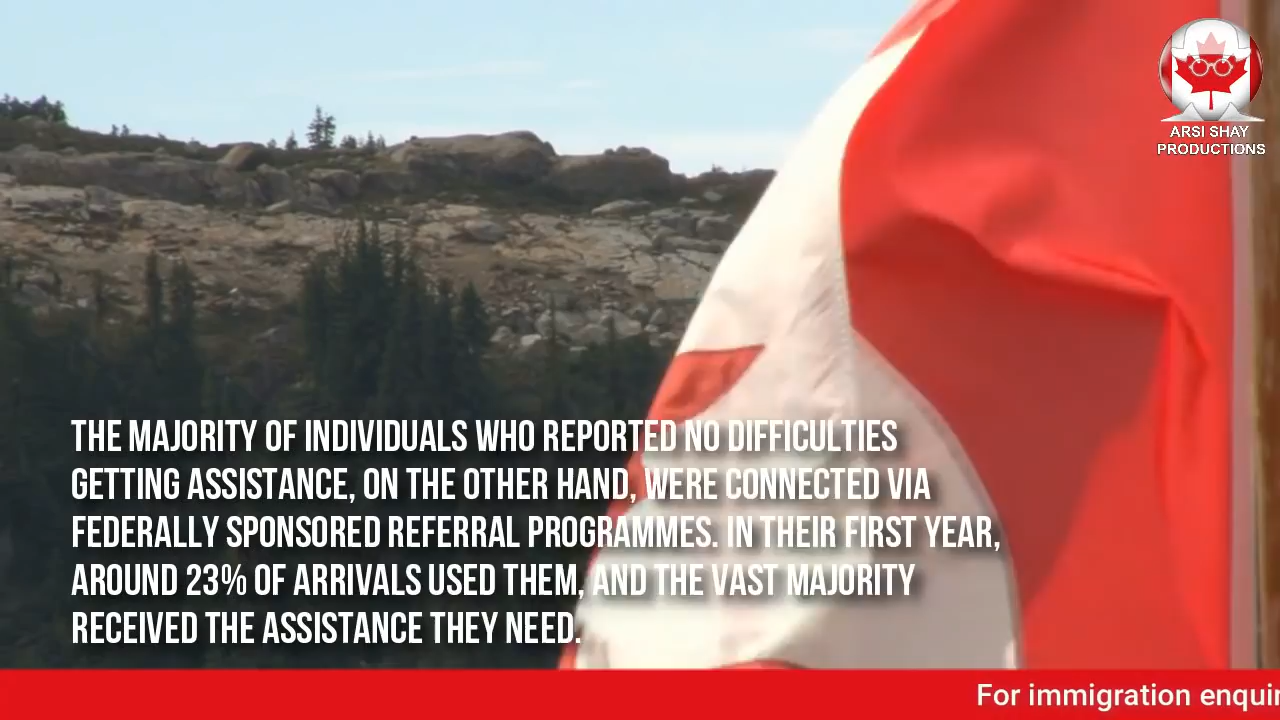 ARSI SHAY
PRODUCTIONS
THE MAJORITY OF INDIVIDUALS WHO REPORTED NO DIFFICULTIES
GETTING ASSISTANCE, ON THE OTHER HAND, WERE CONNECTED VIA
FEDERALLY SPONSORED REFERRAL PROGRAMMES. IN THEIR FIRST YEAR,
AROUND 23% OF ARRIVALS USED THEM, AND THE VAST MAJORITY
RECEIVED THE ASSISTANCE THEY NEED.
For immigration